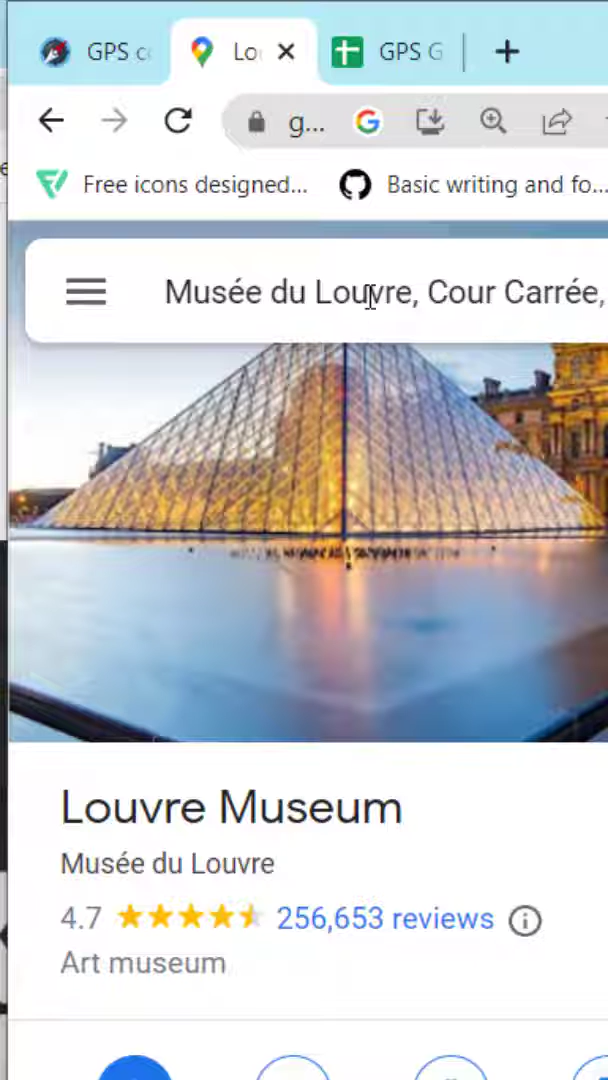 GPS c
Lo
GPS G
g...
Free icons designed...
Basic writing and fo...
Musée du Louvre, Cour Carrée,
Louvre Museum
Musée du Louvre
4.7
256,653 reviews
Art museum